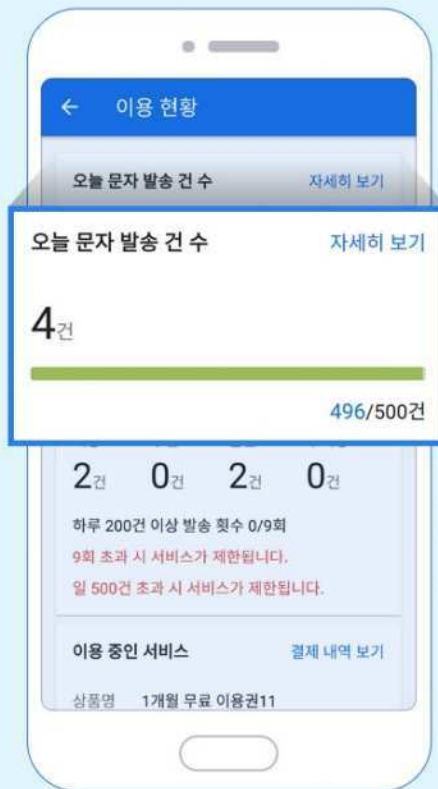 이용 현황
오늘 문자 발송 건 수 자세히 보기
오늘 문자 발송 건 수 자세히 보기
4건
496/500건
2건 0건 2건 0건
하루 200건 이상 발송 횟수 0/9회
9회 초과 시 서비스가 제한됩니다.
일 500건 초과 시 서비스가 제한됩니다.
이용 중인 서비스 결제 내역 보기
상품명 1개월 무료 이용권11